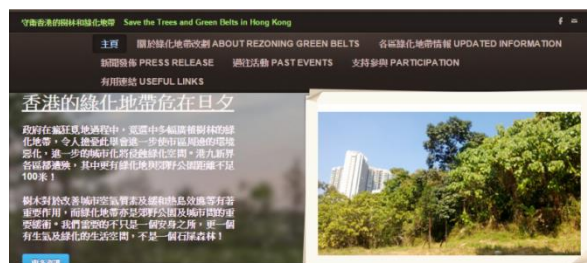 守衛香港的樹林和綠化地帶 Save the Trees and Green Belts in Hong Kong
主頁 關於綠化地帶改劃 ABOUT REZONING GREEN BELTS 各區綠化地帶情報 UPDATED INFORMATION
新聞發佈 PRESS RELEASE 過往活動 PAST EVENTS 支持參與 PARTICIPATION
有用連結 USEFUL LINKS
香港的綠化地帶危在旦夕
政府在瘋狂覓地過程中，竟選中多幅廣植樹林的綠
化地帶，令人擔憂此舉會進一步使市區周邊的環境
惡化，進一步的城市化將侵蝕綠化空間。港九新界
各區都遭殃，其中更有綠化地與郊野公園距離不足
100米！
樹木對於改善城市空氣質素及緩和熱島效應等有著
重要作用，而綠化地帶亦是郊野公園及城市間的重
要緩衝。我們需要的不只是一個安身之所，更一個
有生氣及綠化的生活空間，不是一個石屎森林！